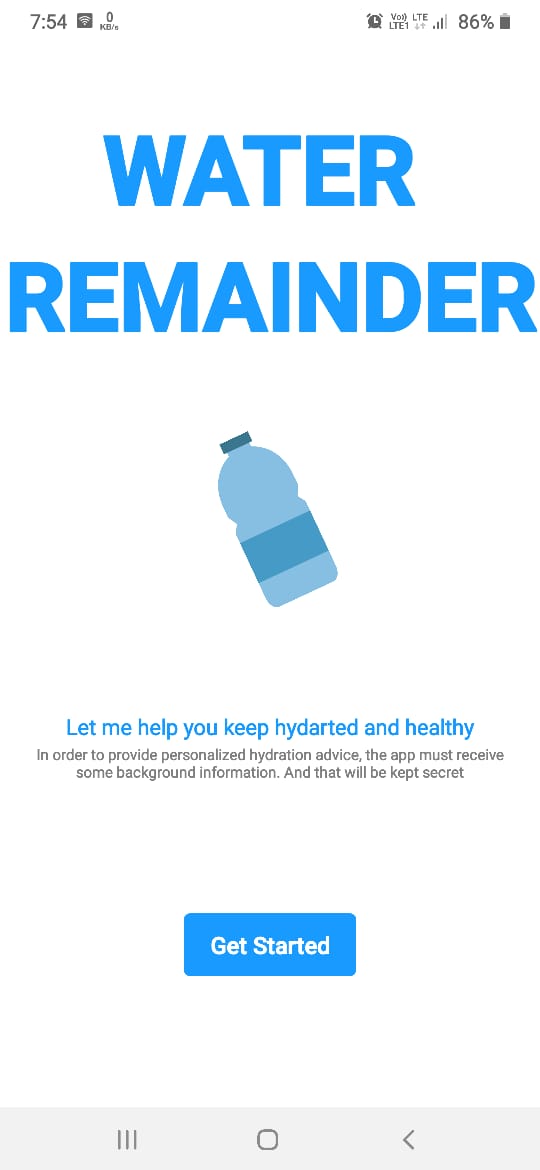 7:54 0 KB/s Vo)) LTE1 LTE 86%
WATER
REMAINDER
Let me help you keep hydarted and healthy
In order to provide personalized hydration advice, the app must receive
some background information. And that will be kept secret
Get Started